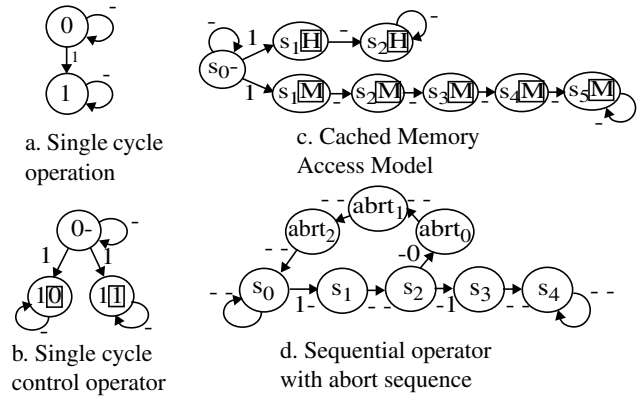 0
-
1
1
-
a. Single cycle
operation
0-
-
1
1
10
11
-
-
b. Single cycle
control operator
-
s0-
1
s1H
-
s2H
-
1
s1M
-
s2M
-
s3M
-
s4M
-
s5M
-
c. Cached Memory
Access Model
- -
abrt1
- -
abrt2
abrt0
- -
-0
s0
s1
s2
s3
s4
- -
1-
- -
-1
- -
- -
d. Sequential operator
with abort sequence